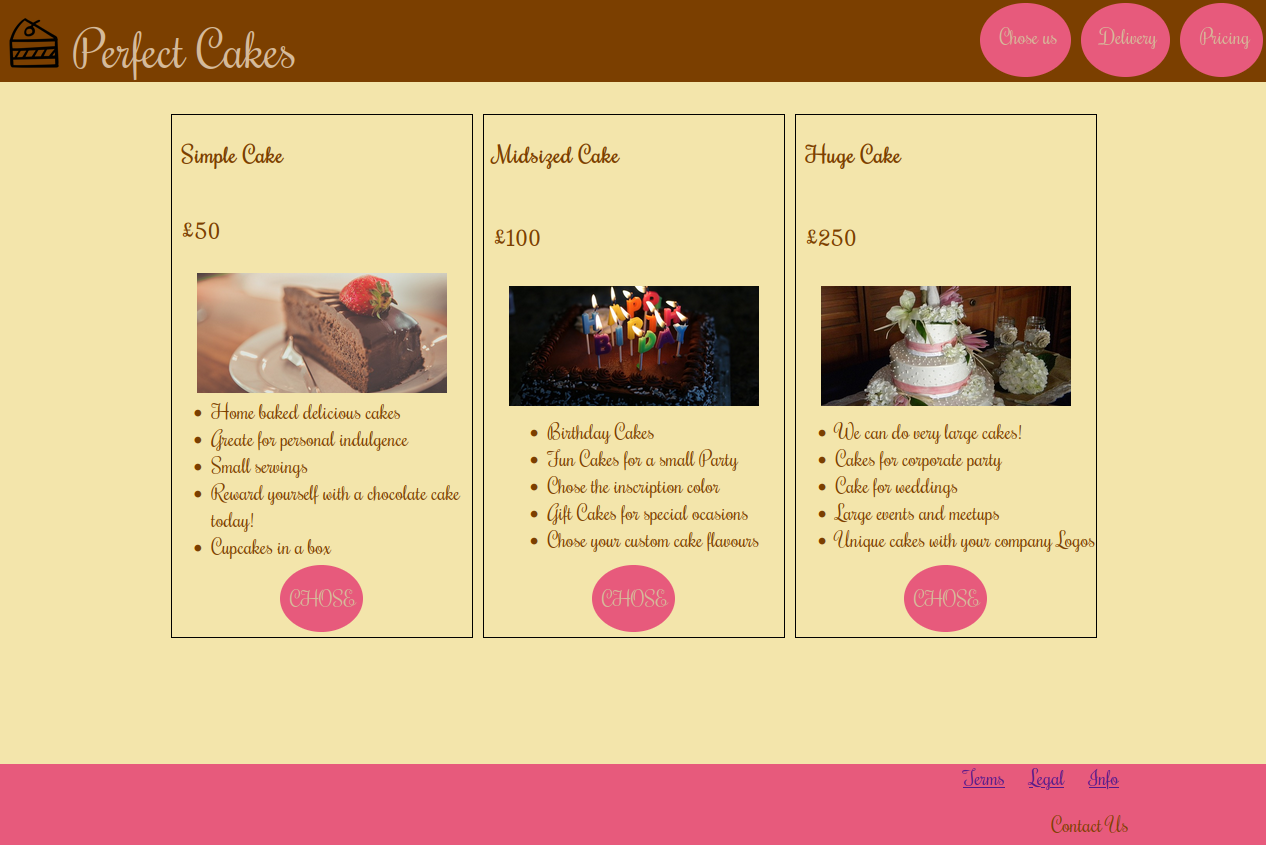 Perfect Cakes
Chose us
Delivery
Pricing
Simple Cake
£50
Home baked delicious cakes
Greate for personal indulgence
Small servings
Reward yourself with a chocolate cake
today!
Cupcakes in a box
CHOSE
Midsized Cake
£100
HAPPY
BIRTHDAY
Birthday Cakes
Fun Cakes for a small Party
Chose the inscription color
Gift Cakes for special ocasions
Chose your custom cake flavours
CHOSE
Huge Cake
£250
We can do very large cakes!
Cakes for corporate party
Cake for weddings
Large events and meetups
Unique cakes with your company Logos
CHOSE
Terms
Legal
Info
Contact Us